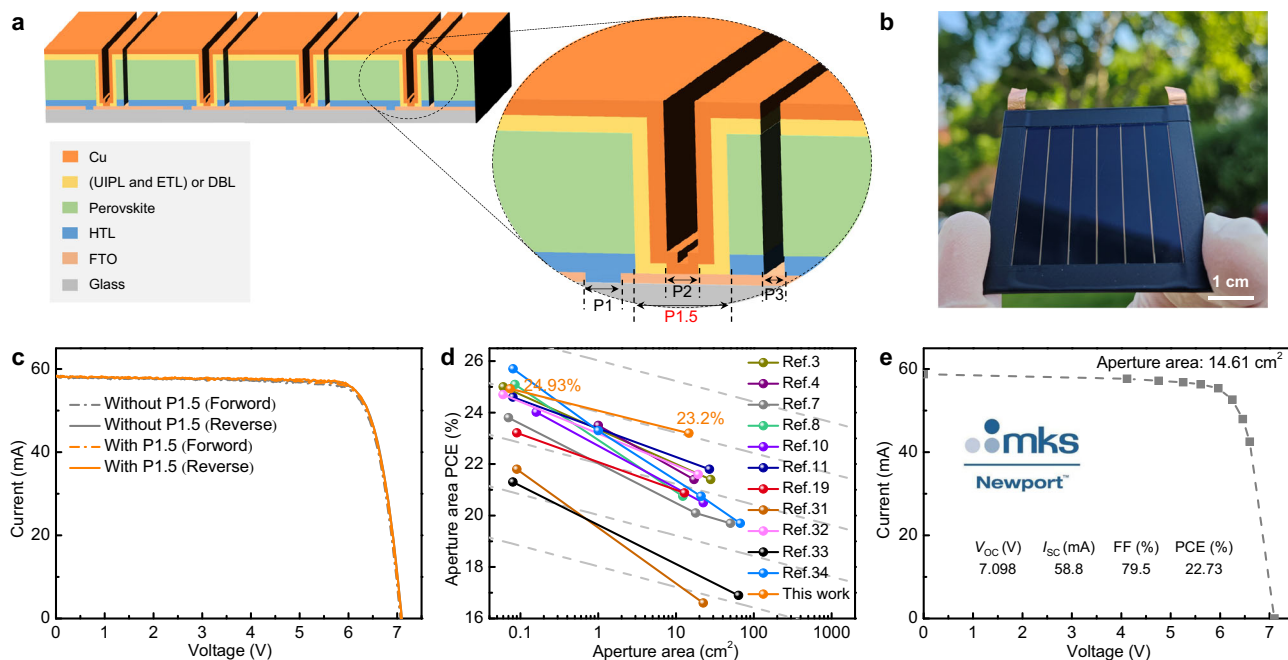 a
Cu
(UIPL and ETL) or DBL
Perovskite
HTL
FTO
Glass
P1
P2
P3
P1.5
b
1 cm
c
60
40
20
0
Current (mA)
0 1 2 3 4 5 6 7
Voltage (V)
Without P1.5 (Forword)
Without P1.5 (Reverse)
With P1.5 (Forword)
With P1.5 (Reverse)
d
26
24
22
20
18
16
Aperture area PCE (%)
0.1 1 10 100 1000
Aperture area (cm²)
24.93%
23.2%
Ref.3
Ref.4
Ref.7
Ref.8
Ref.10
Ref.11
Ref.19
Ref.31
Ref.32
Ref.33
Ref.34
This work
e
Aperture area: 14.61 cm²
60
40
20
0
Current (mA)
mks
Newport™
VOC (V) ISC (mA) FF (%) PCE (%)
7.098 58.8 79.5 22.73
0 1 2 3 4 5 6 7
Voltage (V)